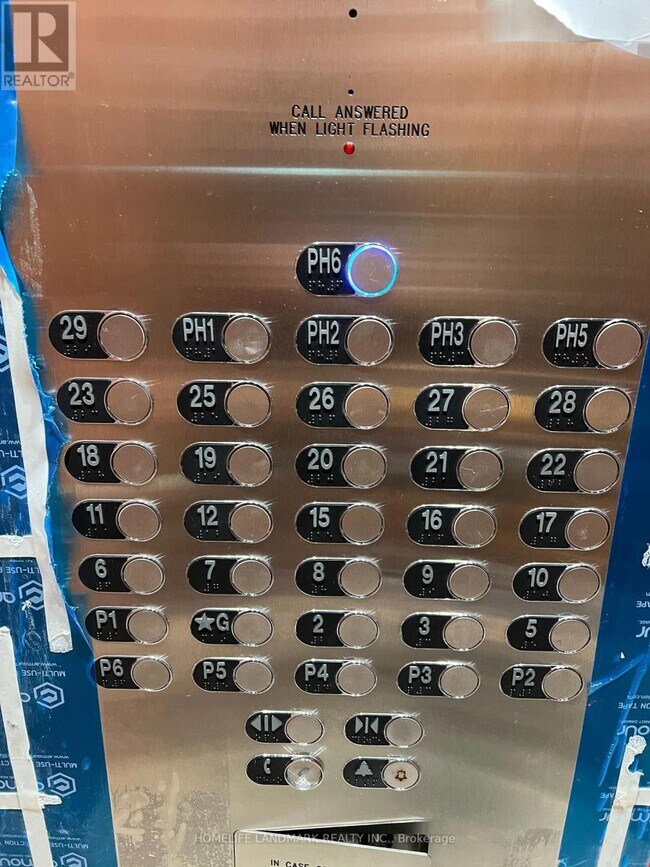 R
REALTOR®
CALL ANSWERED
WHEN LIGHT FLASHING
PH6
29 PH1 PH2 PH3 PH5
23 25 26 27 28
18 19 20 21 22
11 12 15 16 17
6 7 8 9 10
P1 ★G 2 3 5
P6 P5 P4 P3 P2
HOMELIFE LANDMARK REALTY INC., Brokerage
IN CASE